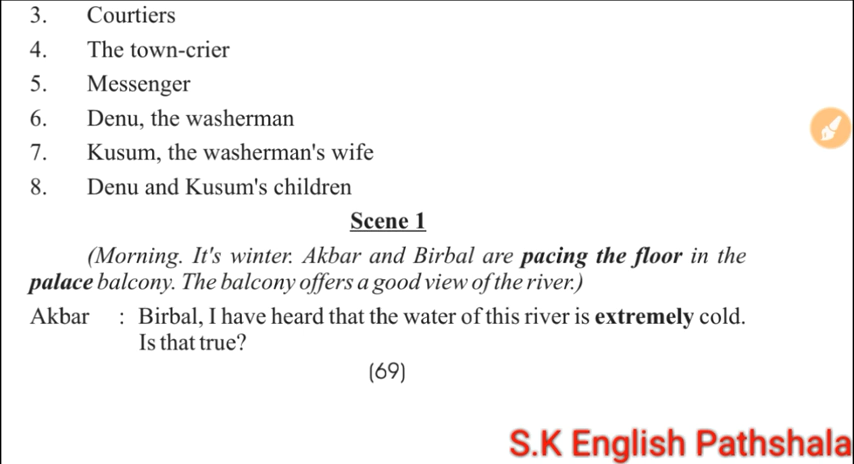 3. Courtiers
4. The town-crier
5. Messenger
6. Denu, the washerman
7. Kusum, the washerman's wife
8. Denu and Kusum's children
Scene 1
(Morning. It's winter. Akbar and Birbal are pacing the floor in the
palace balcony. The balcony offers a good view of the river.)
Akbar : Birbal, I have heard that the water of this river is extremely cold.
Is that true?
(69)
S.K English Pathshala